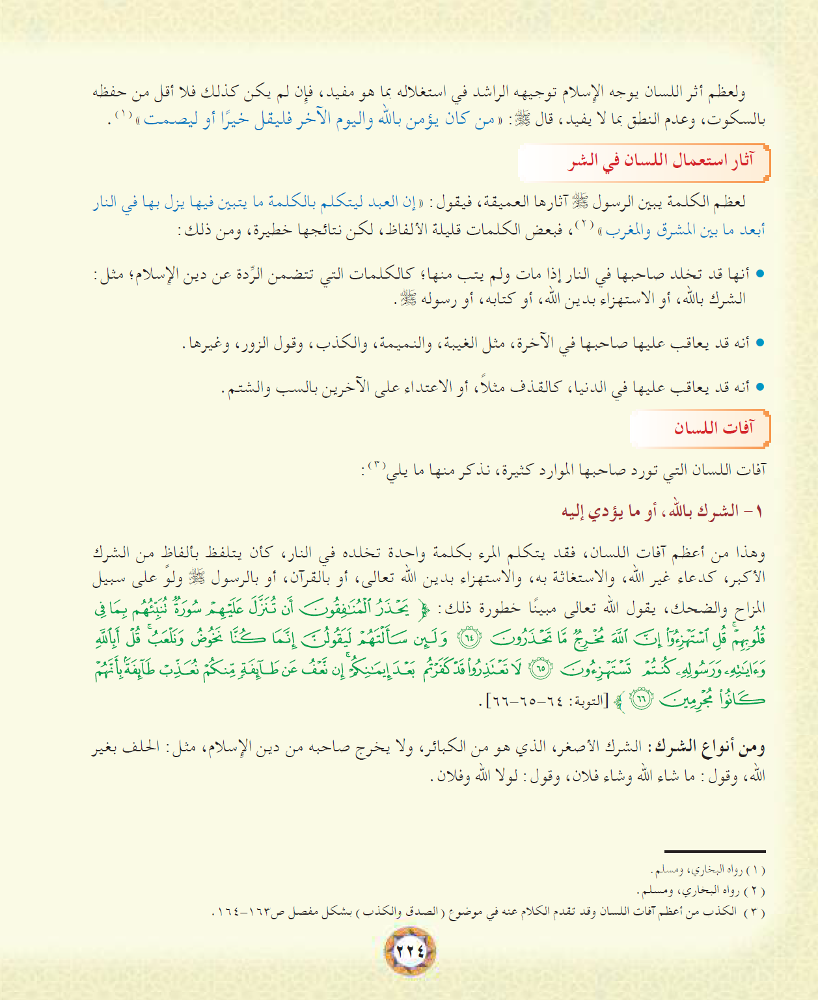 ولعظم أثر اللسان يوجه الإسلام توجيهه الراشد في استغلاله بما هو مفيد، فإن لم يكن كذلك فلا أقل من حفظه
بالسكوت، وعدم النطق بما لا يفيد، قال ﷺ: «من كان يؤمن بالله واليوم الآخر فليقل خيرًا أو ليصمت»(١).
آثار استعمال اللسان في الشر
لعظم الكلمة يبين الرسول ﷺ آثارها العميقة، فيقول: «إن العبد ليتكلم بالكلمة ما يتبين فيها يزل بها في النار
أبعد ما بين المشرق والمغرب»(٢)، فبعض الكلمات قليلة الألفاظ، لكن نتائجها خطيرة، ومن ذلك:
• أنها قد تخلد صاحبها في النار إذا مات ولم يتب منها؛ كالكلمات التي تتضمن الرِّدة عن دين الإسلام؛ مثل:
الشرك بالله، أو الاستهزاء بدين الله، أو كتابه، أو رسوله ﷺ.
• أنه قد يعاقب عليها صاحبها في الآخرة، مثل الغيبة، والنميمة، والكذب، وقول الزور، وغيرها.
• أنه قد يعاقب عليها في الدنيا، كالقذف مثلاً، أو الاعتداء على الآخرين بالسب والشتم.
آفات اللسان
آفات اللسان التي تورد صاحبها الموارد كثيرة، نذكر منها ما يلي(٣):
١- الشرك بالله، أو ما يؤدي إليه
وهذا من أعظم آفات اللسان، فقد يتكلم المرء بكلمة واحدة تخلده في النار، كأن يتلفظ بألفاظٍ من الشرك
الأكبر، كدعاء غير الله، والاستغاثة به، والاستهزاء بدين الله تعالى، أو بالقرآن، أو بالرسول ﷺ ولوٍ على سبيل
المزاح والضحك، يقول الله تعالى مبينًا خطورة ذلك: ﴿ يَحْذَرُ ٱلْمُنَـٰفِقُونَ أَن تُنَزَّلَ عَلَيْهِمْ سُورَةٌ تُنَبِّئُهُم بِمَا فِى
قُلُوبِهِمْ ۚ قُلِ ٱسْتَهْزِءُوٓا۟ إِنَّ ٱللَّهَ مُخْرِجٌ مَّا تَحْذَرُونَ ٦٤ وَلَئِن سَأَلْتَهُمْ لَيَقُولُنَّ إِنَّمَا كُنَّا نَخُوضُ وَنَلْعَبُ ۚ قُلْ أَبِٱللَّهِ
وَءَايَـٰتِهِۦ وَرَسُولِهِۦ كُنتُمْ تَسْتَهْزِءُونَ ٦٥ لَا تَعْتَذِرُوا۟ قَدْ كَفَرْتُم بَعْدَ إِيمَـٰنِكُمْ ۚ إِن نَّعْفُ عَن طَآئِفَةٍ مِّنكُمْ نُعَذِّبْ طَآئِفَةًۢ بِأَنَّهُمْ
كَانُوا۟ مُجْرِمِينَ ٦٦ ﴾ [التوبة: ٦٤-٦٥-٦٦].
ومن أنواع الشرك: الشرك الأصغر، الذي هو من الكبائر، ولا يخرج صاحبه من دين الإسلام، مثل: الحلف بغير
الله، وقول: ما شاء الله وشاء فلان، وقول: لولا الله وفلان.
(١) رواه البخاري، ومسلم.
(٢) رواه البخاري، ومسلم.
(٣) الكذب من أعظم آفات اللسان وقد تقدم الكلام عنه في موضوع (الصدق والكذب) بشكل مفصل ص١٦٣-١٦٤.
٢٢٤